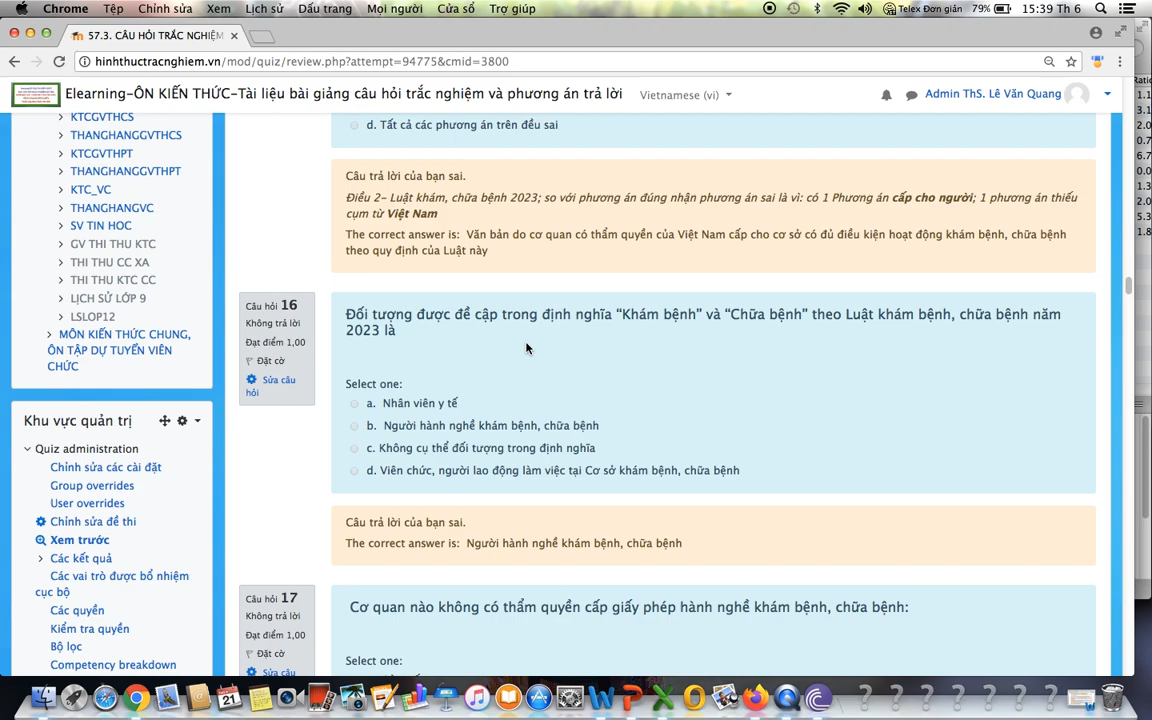 Chrome Tệp Chỉnh sửa Xem Lịch sử Dấu trang Mọi người Cửa sổ Trợ giúp Telex Đơn giản 79% 15:39 Th 6
57.3. CÂU HỎI TRẮC NGHIỆM
hinhthuctracnghiem.vn/mod/quiz/review.php?attempt=94775&cmid=3800
Elearning-ÔN KIẾN THỨC-Tài liệu bài giảng câu hỏi trắc nghiệm và phương án trả lời Vietnamese (vi) Admin ThS. Lê Văn Quang
KTCGVTHCS
THANGHANGGVTHCS
KTCGVTHPT
THANGHANGGVTHPT
KTC_VC
THANGHANGVC
SV TIN HOC
GV THI THU KTC
THI THU CC XA
THI THU KTC CC
LỊCH SỬ LỚP 9
LSLOP12
MÔN KIẾN THỨC CHUNG,
ÔN TẬP DỰ TUYỂN VIÊN
CHỨC
Khu vực quản trị
Quiz administration
Chỉnh sửa các cài đặt
Group overrides
User overrides
Chỉnh sửa đề thi
Xem trước
Các kết quả
Các vai trò được bổ nhiệm
cục bộ
Các quyền
Kiểm tra quyền
Bộ lọc
Competency breakdown
d. Tất cả các phương án trên đều sai
Câu trả lời của bạn sai.
Điều 2- Luật khám, chữa bệnh 2023; so với phương án đúng nhận phương án sai là vì: có 1 Phương án cấp cho người; 1 phương án thiếu
cụm từ Việt Nam
The correct answer is: Văn bản do cơ quan có thẩm quyền của Việt Nam cấp cho cơ sở có đủ điều kiện hoạt động khám bệnh, chữa bệnh
theo quy định của Luật này
Câu hỏi 16
Không trả lời
Đạt điểm 1,00
Đặt cờ
Sửa câu
hỏi
Đối tượng được đề cập trong định nghĩa “Khám bệnh” và “Chữa bệnh” theo Luật khám bệnh, chữa bệnh năm
2023 là
Select one:
a. Nhân viên y tế
b. Người hành nghề khám bệnh, chữa bệnh
c. Không cụ thể đối tượng trong định nghĩa
d. Viên chức, người lao động làm việc tại Cơ sở khám bệnh, chữa bệnh
Câu trả lời của bạn sai.
The correct answer is: Người hành nghề khám bệnh, chữa bệnh
Câu hỏi 17
Không trả lời
Đạt điểm 1,00
Đặt cờ
Sửa câu
Cơ quan nào không có thẩm quyền cấp giấy phép hành nghề khám bệnh, chữa bệnh:
Select one: